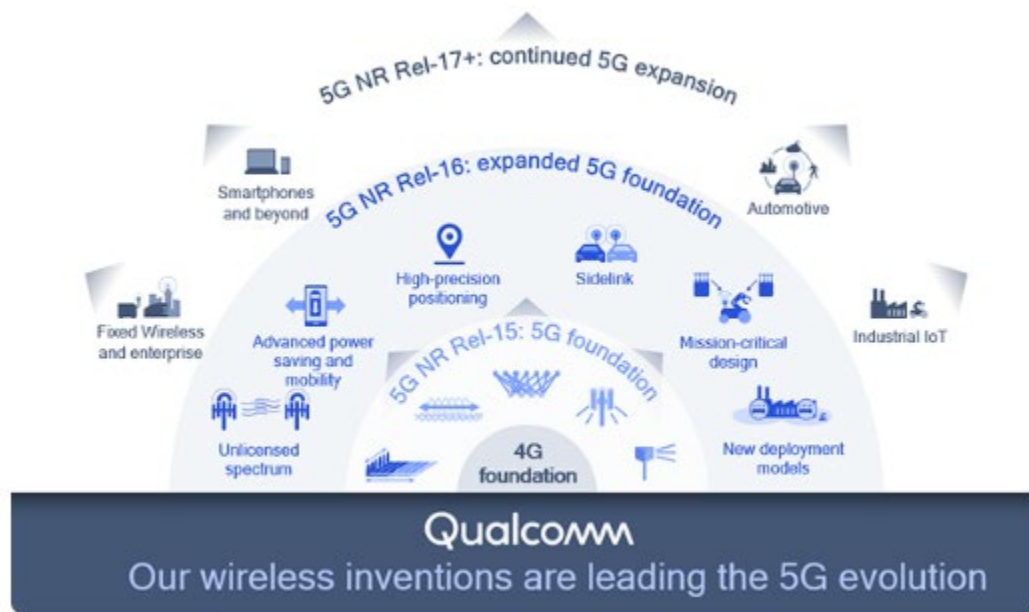 5G NR Rel-17+: continued 5G expansion
Smartphones
and beyond
Automotive
5G NR Rel-16: expanded 5G foundation
High-precision
positioning
Sidelink
Fixed Wireless
and enterprise
Advanced power
saving and
mobility
Mission-critical
design
Industrial IoT
5G NR Rel-15: 5G foundation
Unlicensed
spectrum
New deployment
models
4G
foundation
Qualcomm
Our wireless inventions are leading the 5G evolution